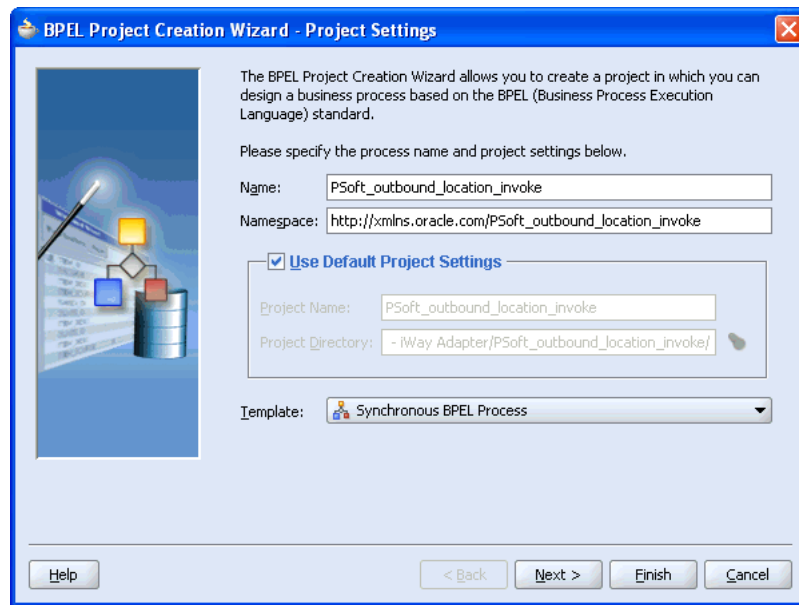 BPEL Project Creation Wizard - Project Settings
The BPEL Project Creation Wizard allows you to create a project in which you can
design a business process based on the BPEL (Business Process Execution
Language) standard.
Please specify the process name and project settings below.
Name: PSoft_outbound_location_invoke
Namespace: http://xmlns.oracle.com/PSoft_outbound_location_invoke
Use Default Project Settings
Project Name: PSoft_outbound_location_invoke
Project Directory: - iWay Adapter/PSoft_outbound_location_invoke/
Template: Synchronous BPEL Process
Help
< Back
Next >
Finish
Cancel